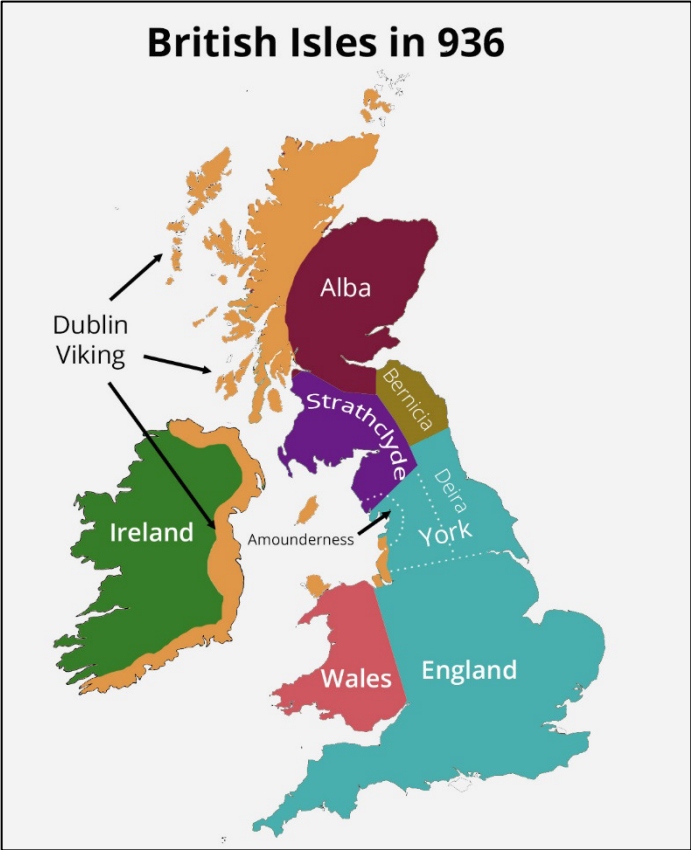 British Isles in 936
Alba
Dublin
Viking
Bernicia
Strathclyde
Deira
Ireland
Amounderness
York
Wales
England